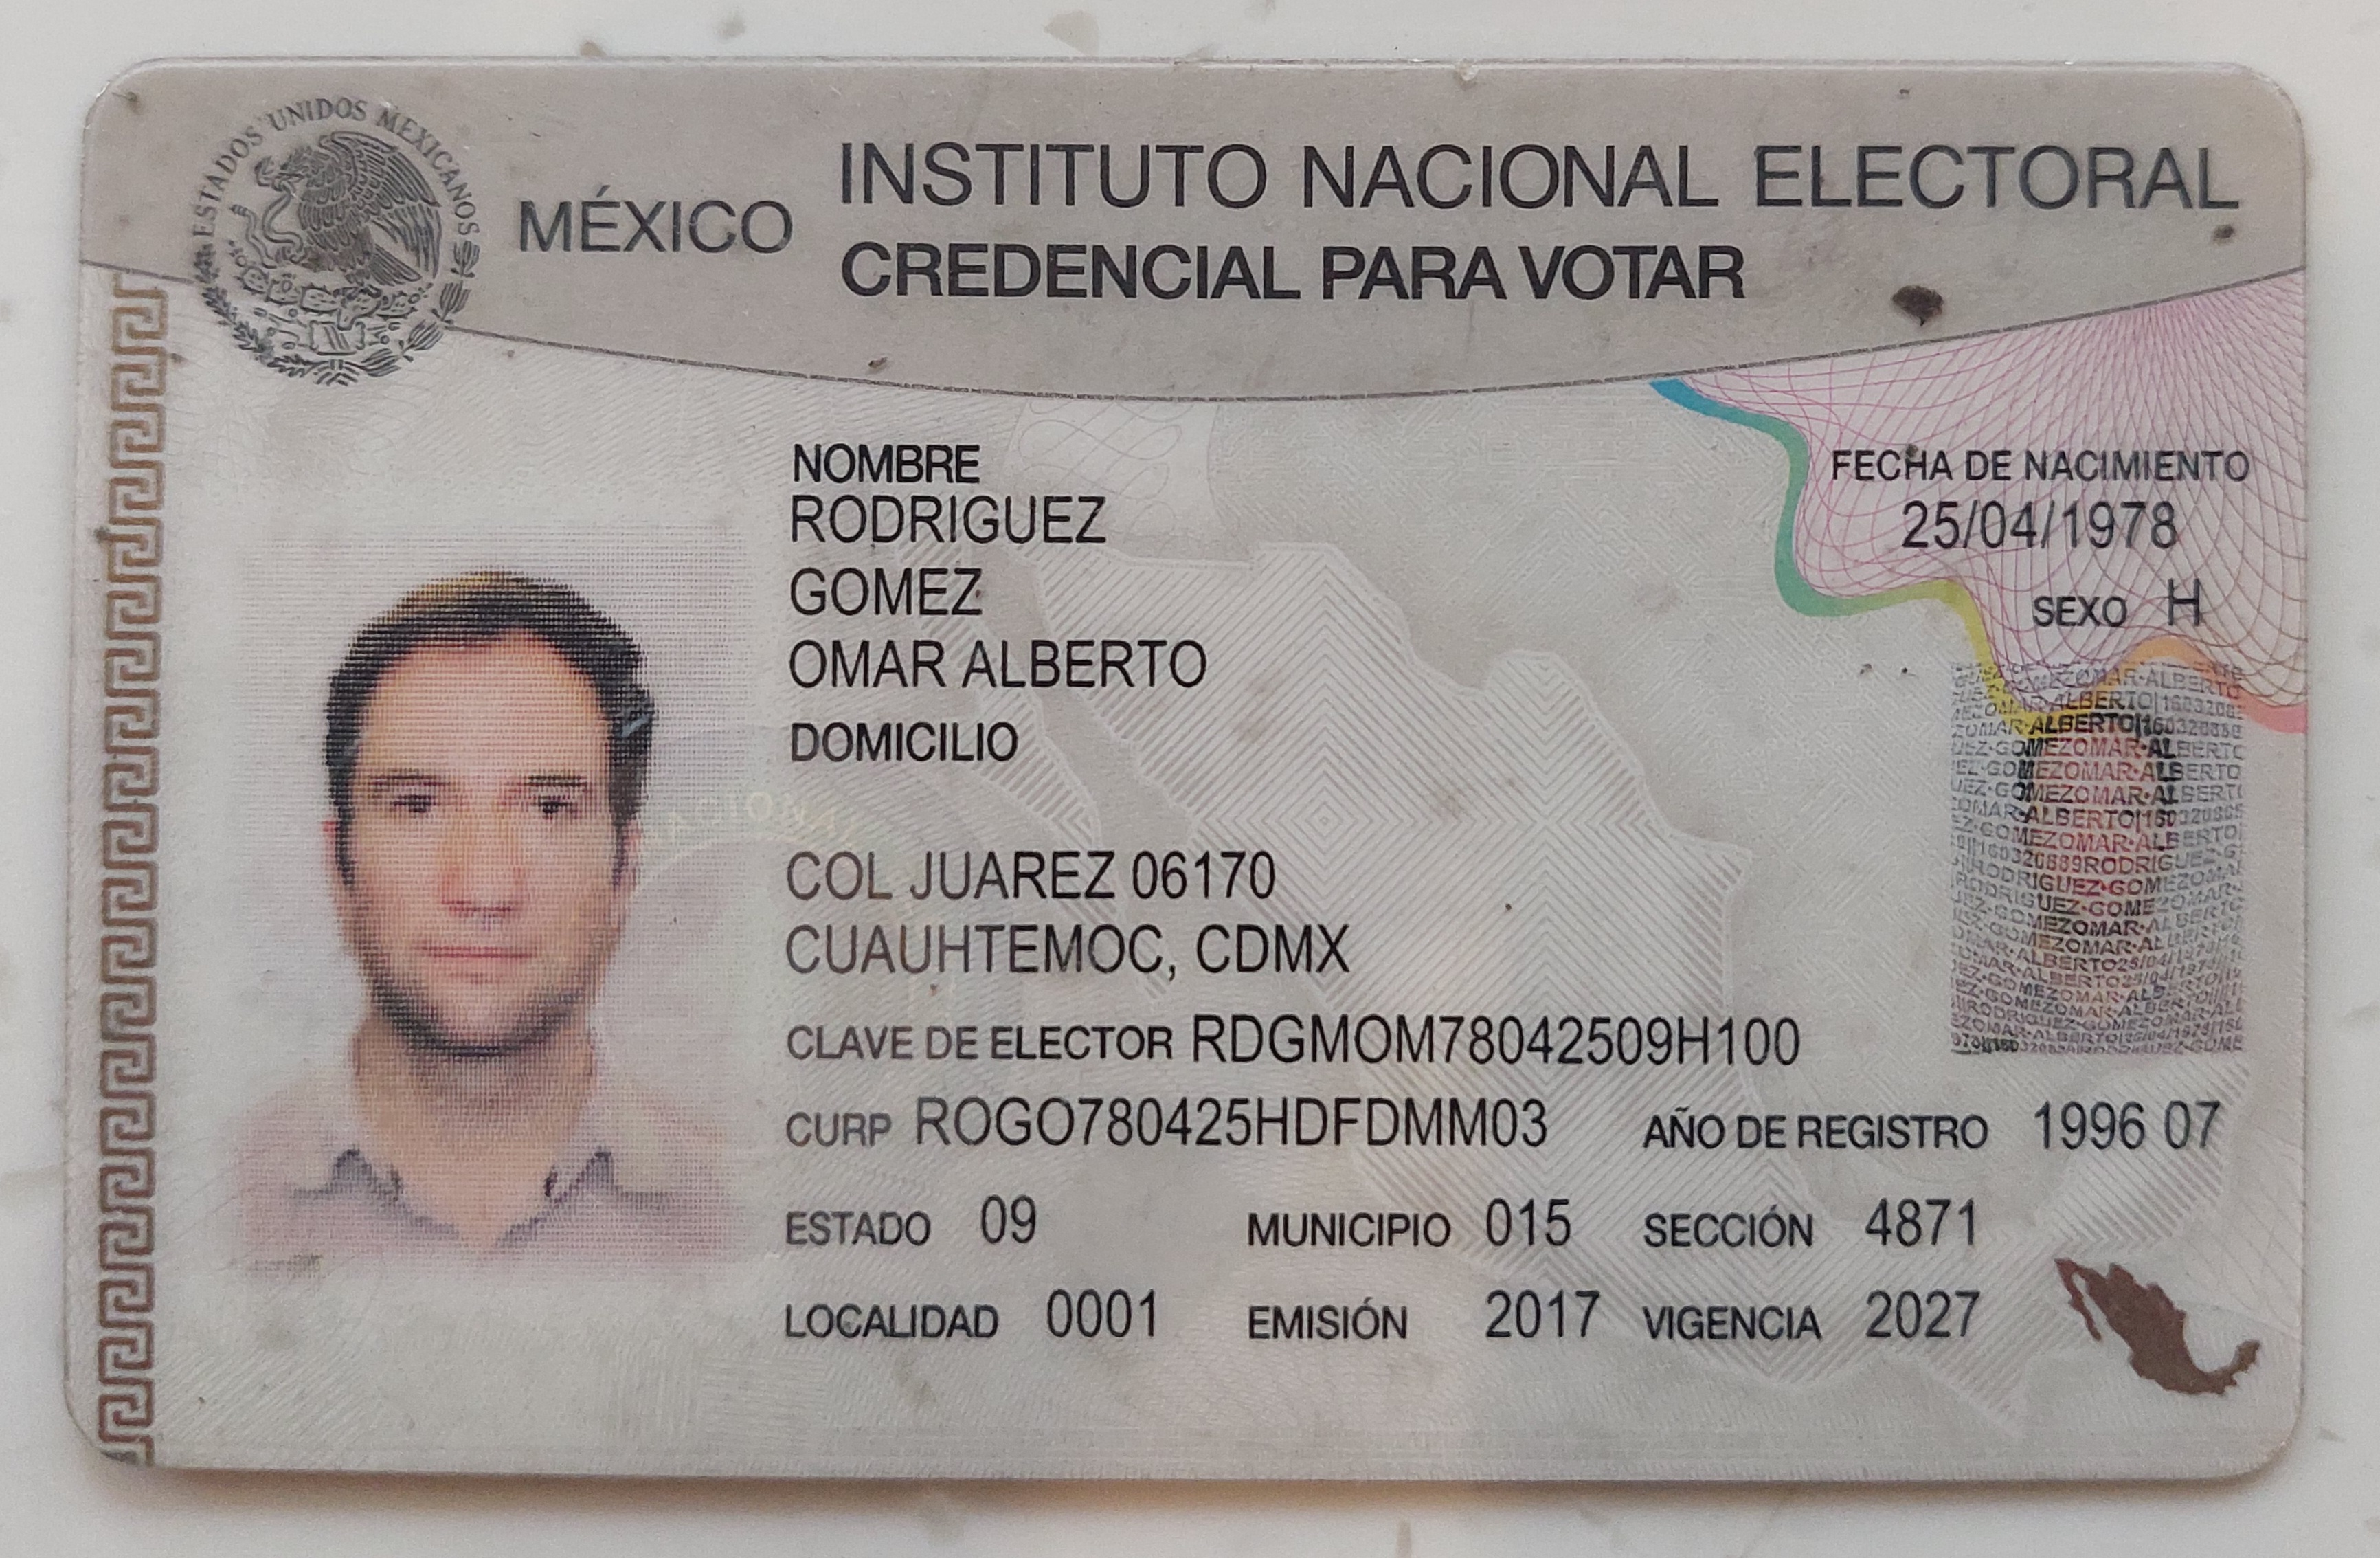 ESTADOS UNIDOS MEXICANOS
MÉXICO
INSTITUTO NACIONAL ELECTORAL
CREDENCIAL PARA VOTAR
NOMBRE
RODRIGUEZ
GOMEZ
OMAR ALBERTO
FECHA DE NACIMIENTO
25/04/1978
SEXO H
DOMICILIO
COL JUAREZ 06170
CUAUHTEMOC, CDMX
CLAVE DE ELECTOR RDGMOM78042509H100
CURP ROGO780425HDFDMM03 AÑO DE REGISTRO 1996 07
ESTADO 09 MUNICIPIO 015 SECCIÓN 4871
LOCALIDAD 0001 EMISIÓN 2017 VIGENCIA 2027